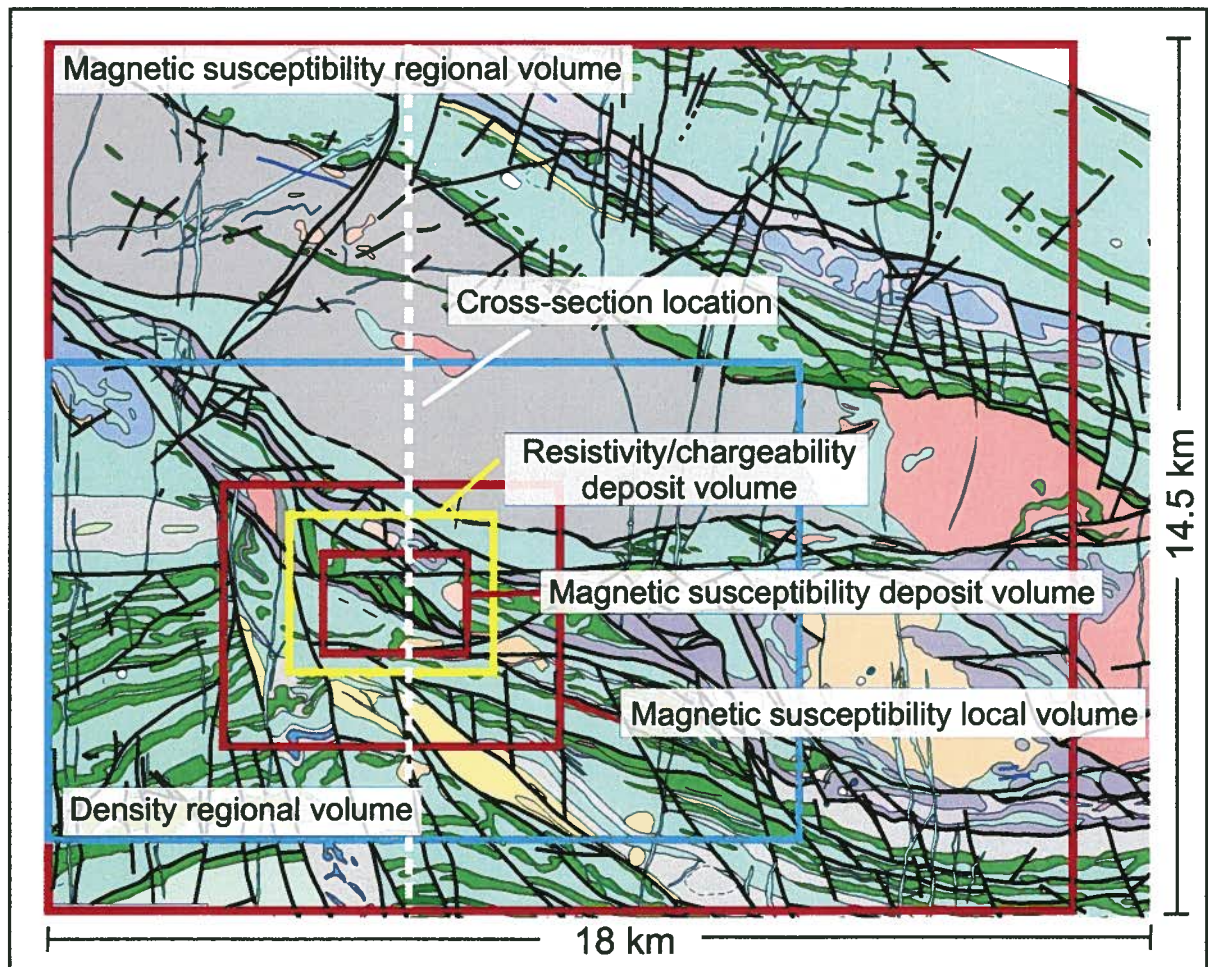 Magnetic susceptibility regional volume
Cross-section location
Resistivity/chargeability
deposit volume
Magnetic susceptibility deposit volume
Magnetic susceptibility local volume
Density regional volume
14.5 km
18 km